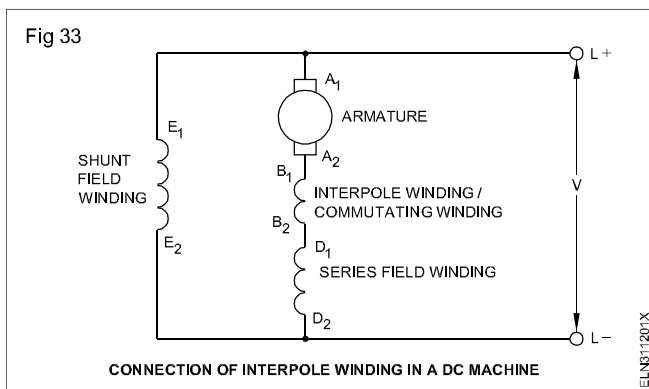 Fig 33
L +
A1
ARMATURE
E1
A2
SHUNT
FIELD
WINDING
B1
INTERPOLE WINDING /
COMMUTATING WINDING
V
B2
E2
D1
SERIES FIELD WINDING
D2
L –
CONNECTION OF INTERPOLE WINDING IN A DC MACHINE
ELN311201X